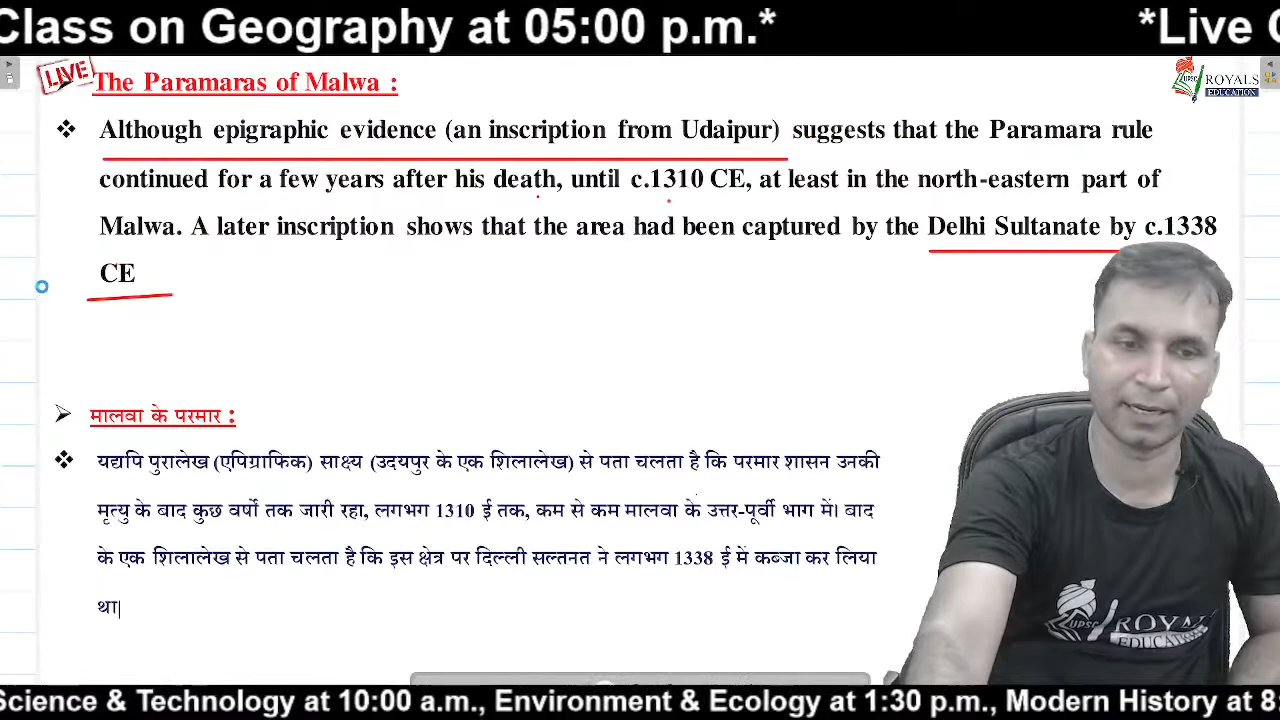 Class on Geography at 05:00 p.m.* *Live
LIVE
The Paramaras of Malwa :
UPSC ROYALS
EDUCATION
❖ Although epigraphic evidence (an inscription from Udaipur) suggests that the Paramara rule
continued for a few years after his death, until c.1310 CE, at least in the north-eastern part of
Malwa. A later inscription shows that the area had been captured by the Delhi Sultanate by c.1338
CE
➢ मालवा के परमार :
❖ यद्यपि पुरालेख (एपिग्राफिक) साक्ष्य (उदयपुर के एक शिलालेख) से पता चलता है कि परमार शासन उनकी
मृत्यु के बाद कुछ वर्षो तक जारी रहा, लगभग 1310 ई तक, कम से कम मालवा के उत्तर-पूर्वी भाग में। बाद
के एक शिलालेख से पता चलता है कि इस क्षेत्र पर दिल्ली सल्तनत ने लगभग 1338 ई में कब्जा कर लिया
था|
UPSC ROYALS
EDUCATION
Science & Technology at 10:00 a.m., Environment & Ecology at 1:30 p.m., Modern History at 8